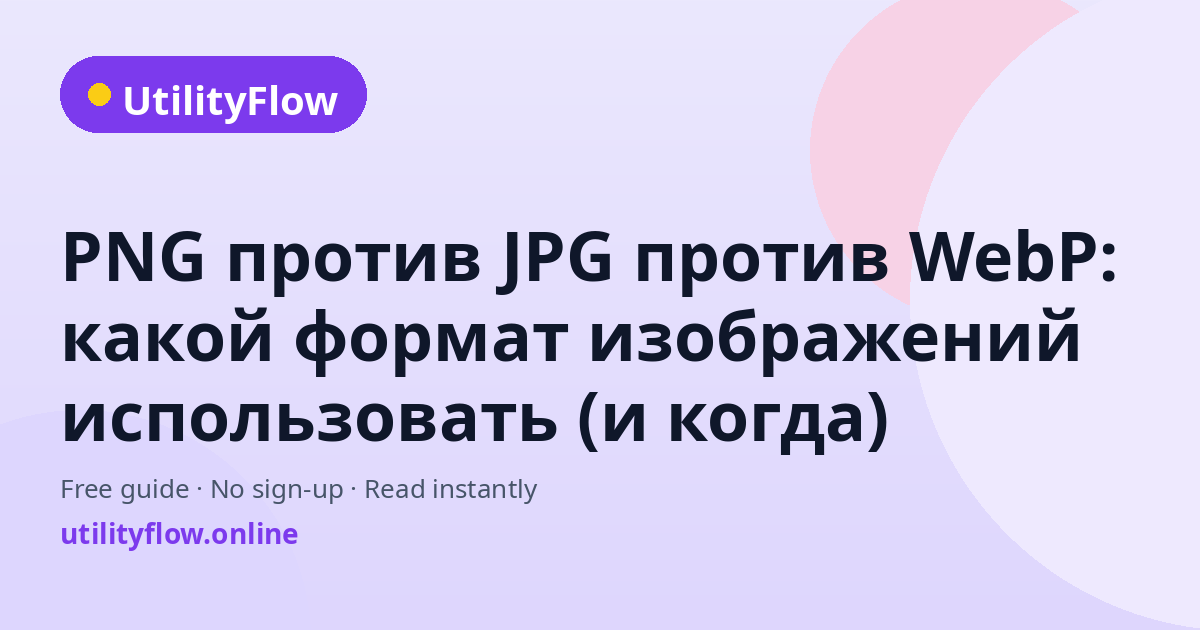 UtilityFlow
PNG против JPG против WebP:
какой формат изображений
использовать (и когда)
Free guide · No sign-up · Read instantly
utilityflow.online